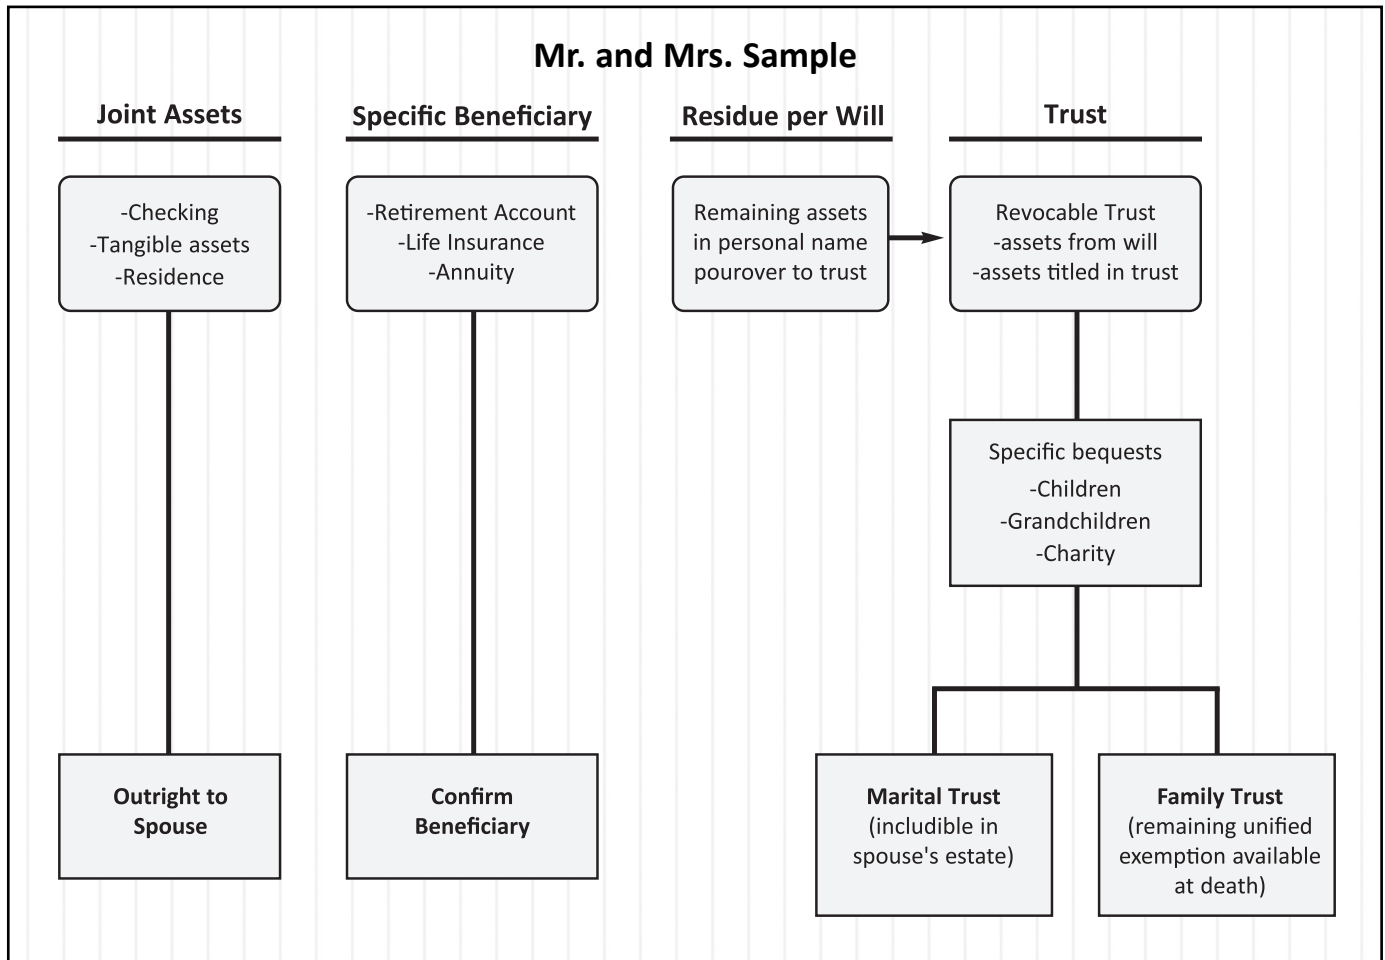 Mr. and Mrs. Sample
Joint Assets
-Checking
-Tangible assets
-Residence
Outright to
Spouse
Specific Beneficiary
-Retirement Account
-Life Insurance
-Annuity
Confirm
Beneficiary
Residue per Will
Remaining assets
in personal name
pourover to trust
Trust
Revocable Trust
-assets from will
-assets titled in trust
Specific bequests
-Children
-Grandchildren
-Charity
Marital Trust
(includible in
spouse's estate)
Family Trust
(remaining unified
exemption available
at death)